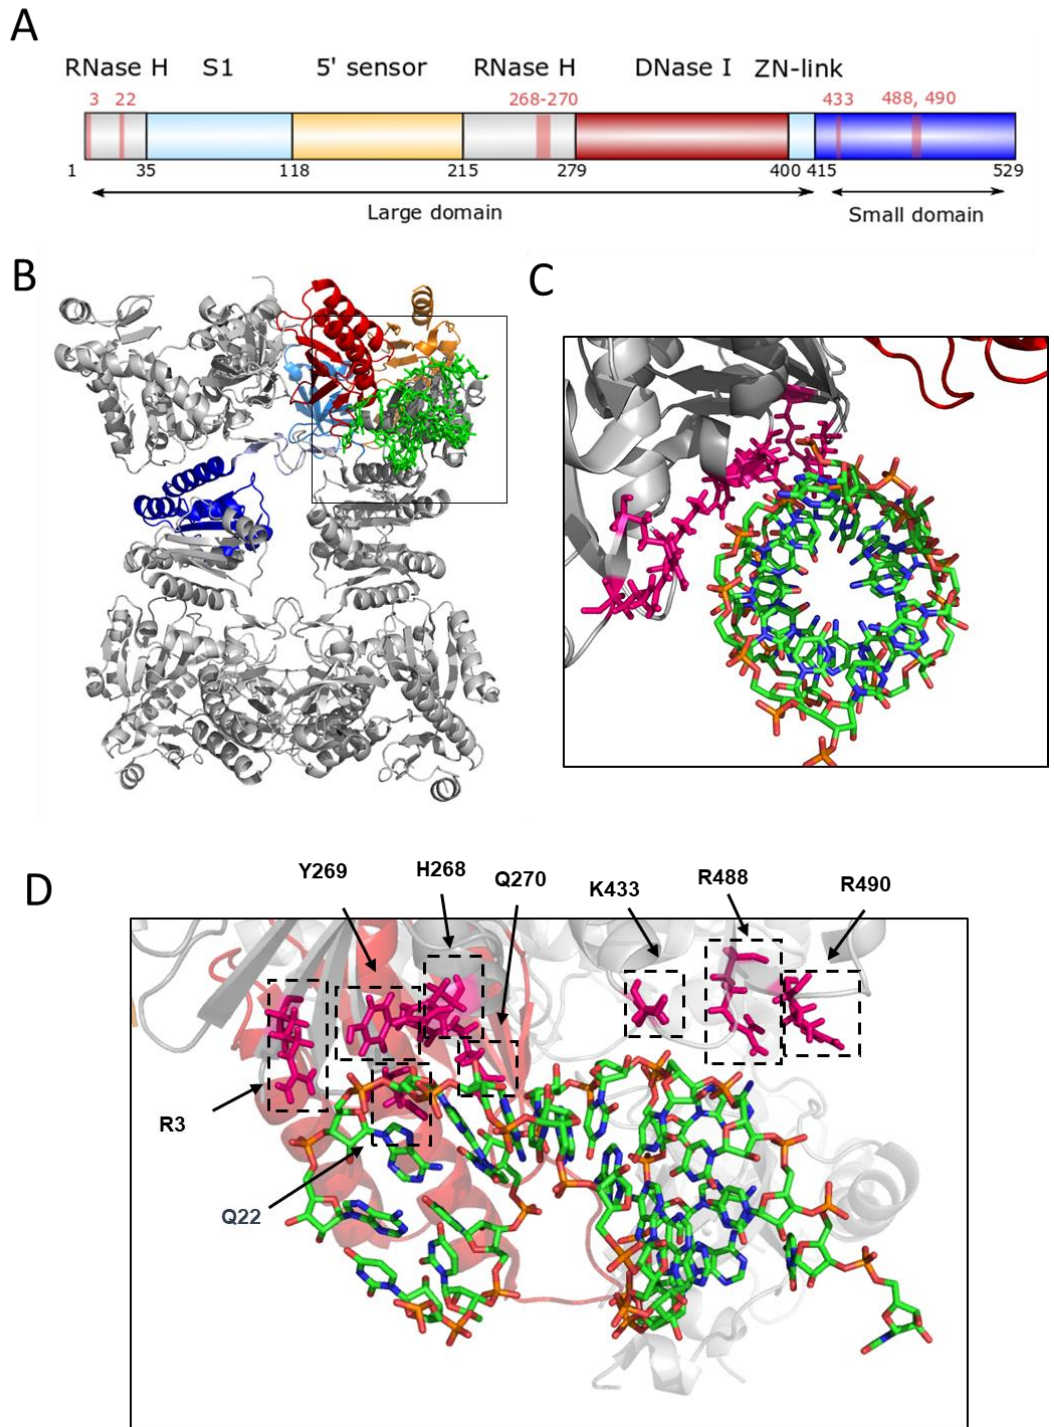 A
RNase H S1 5' sensor RNase H DNase I ZN-link
3 22 268-270 433 488, 490
1 35 118 215 279 400 415 529
Large domain Small domain
B
C
D
Y269 H268 Q270 K433 R488 R490
R3
Q22